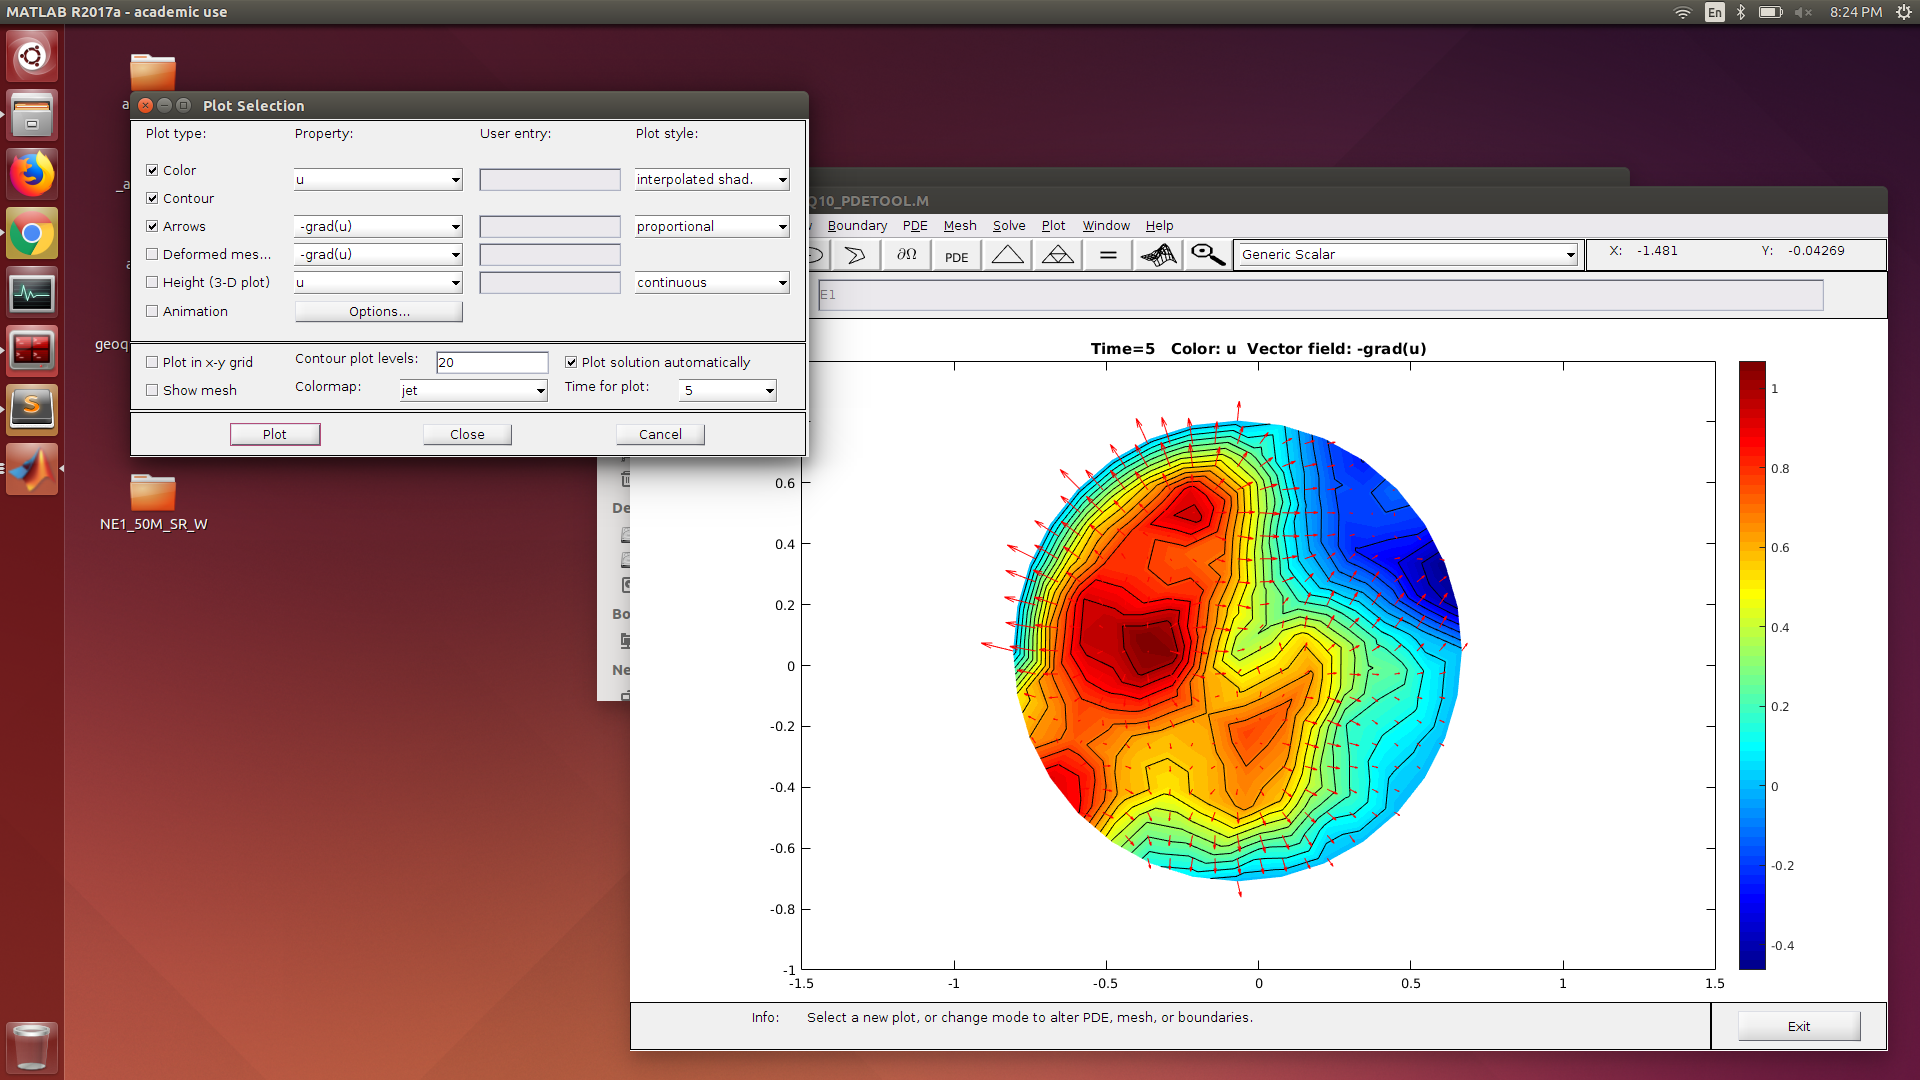 MATLAB R2017a - academic use
En
8:24 PM
Plot Selection
Plot type: Property: User entry: Plot style:
Color u interpolated shad.
Contour
Arrows -grad(u) proportional
Deformed mes... -grad(u)
Height (3-D plot) u continuous
Animation Options...
Plot in x-y grid Contour plot levels: 20 Plot solution automatically
Show mesh Colormap: jet Time for plot: 5
Plot Close Cancel
Q10_PDETOOL.M
Boundary PDE Mesh Solve Plot Window Help
∂Ω PDE = Generic Scalar X: -1.481 Y: -0.04269
E1
Time=5 Color: u Vector field: -grad(u)
0.6
0.4
0.2
0
-0.2
-0.4
-0.6
-0.8
-1
-1.5 -1 -0.5 0 0.5 1 1.5
1
0.8
0.6
0.4
0.2
0
-0.2
-0.4
Info: Select a new plot, or change mode to alter PDE, mesh, or boundaries.
Exit
a
_a
geoq
NE1_50M_SR_W
De
Bo
Ne